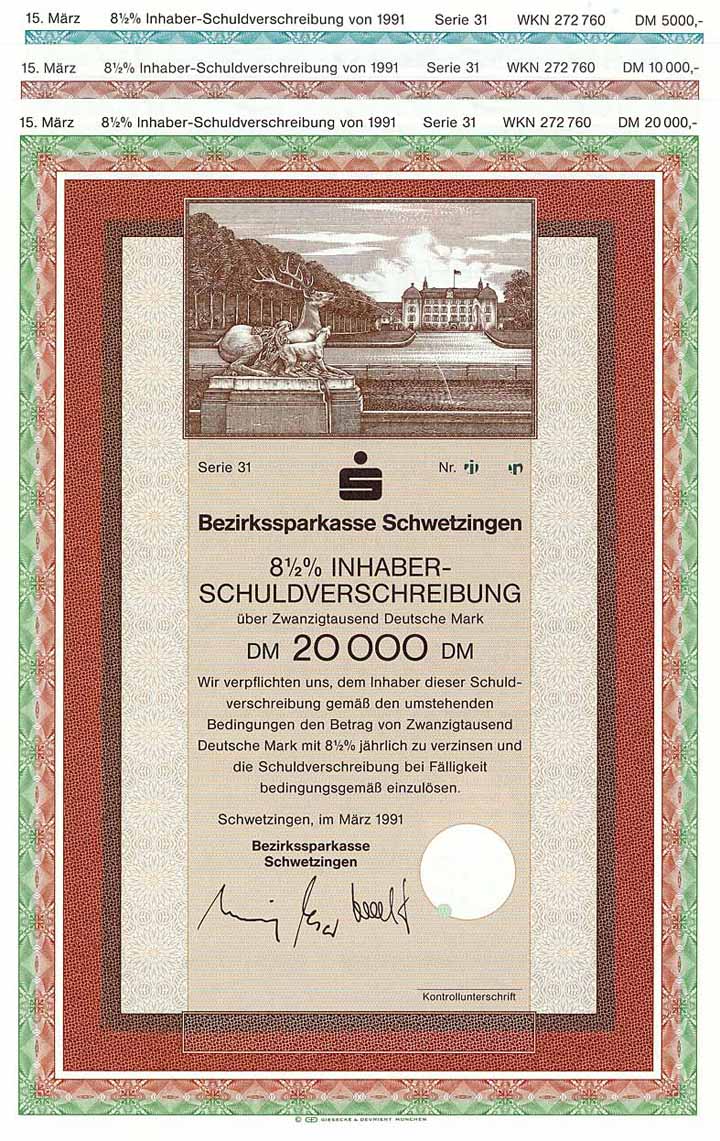 15. März 8½% Inhaber-Schuldverschreibung von 1991 Serie 31 WKN 272 760 DM 5000,-
15. März 8½% Inhaber-Schuldverschreibung von 1991 Serie 31 WKN 272 760 DM 10 000,-
15. März 8½% Inhaber-Schuldverschreibung von 1991 Serie 31 WKN 272 760 DM 20 000,-
Serie 31 Nr.
Bezirkssparkasse Schwetzingen
8½% INHABER-
SCHULDVERSCHREIBUNG
über Zwanzigtausend Deutsche Mark
DM 20 000 DM
Wir verpflichten uns, dem Inhaber dieser Schuld-
verschreibung gemäß den umstehenden
Bedingungen den Betrag von Zwanzigtausend
Deutsche Mark mit 8½% jährlich zu verzinsen und
die Schuldverschreibung bei Fälligkeit
bedingungsgemäß einzulösen.
Schwetzingen, im März 1991
Bezirkssparkasse
Schwetzingen
Kontrollunterschrift
© GIESECKE & DEVRIENT MÜNCHEN